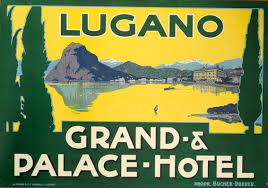 LUGANO
GRAND-&
PALACE-HOTEL
PROPR. BUCHER-DURRER.